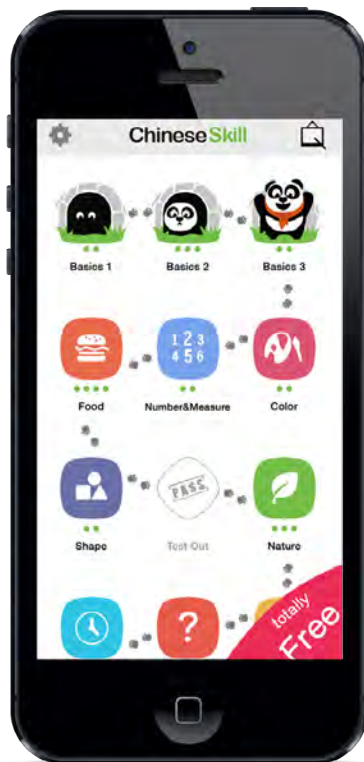 ChineseSkill
Basics 1
Basics 2
Basics 3
1 2 3
4 5 6
Food
Number&Measure
Color
PASS
Shape
Test Out
Nature
?
totally
Free